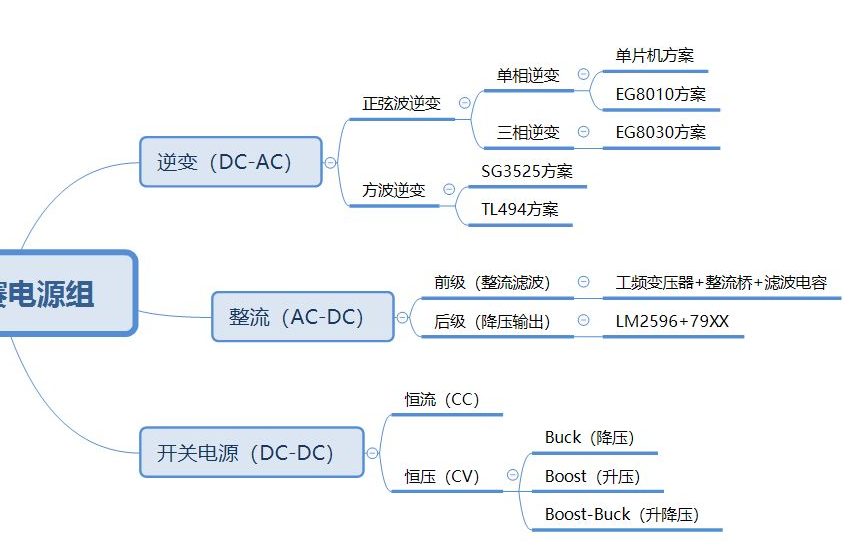 单片机方案
单相逆变
EG8010方案
正弦波逆变
三相逆变
EG8030方案
逆变（DC-AC）
SG3525方案
方波逆变
TL494方案
前级（整流滤波）
工频变压器+整流桥+滤波电容
赛电源组
整流（AC-DC）
后级（降压输出）
LM2596+79XX
恒流（CC）
开关电源（DC-DC）
Buck（降压）
恒压（CV）
Boost（升压）
Boost-Buck（升降压）